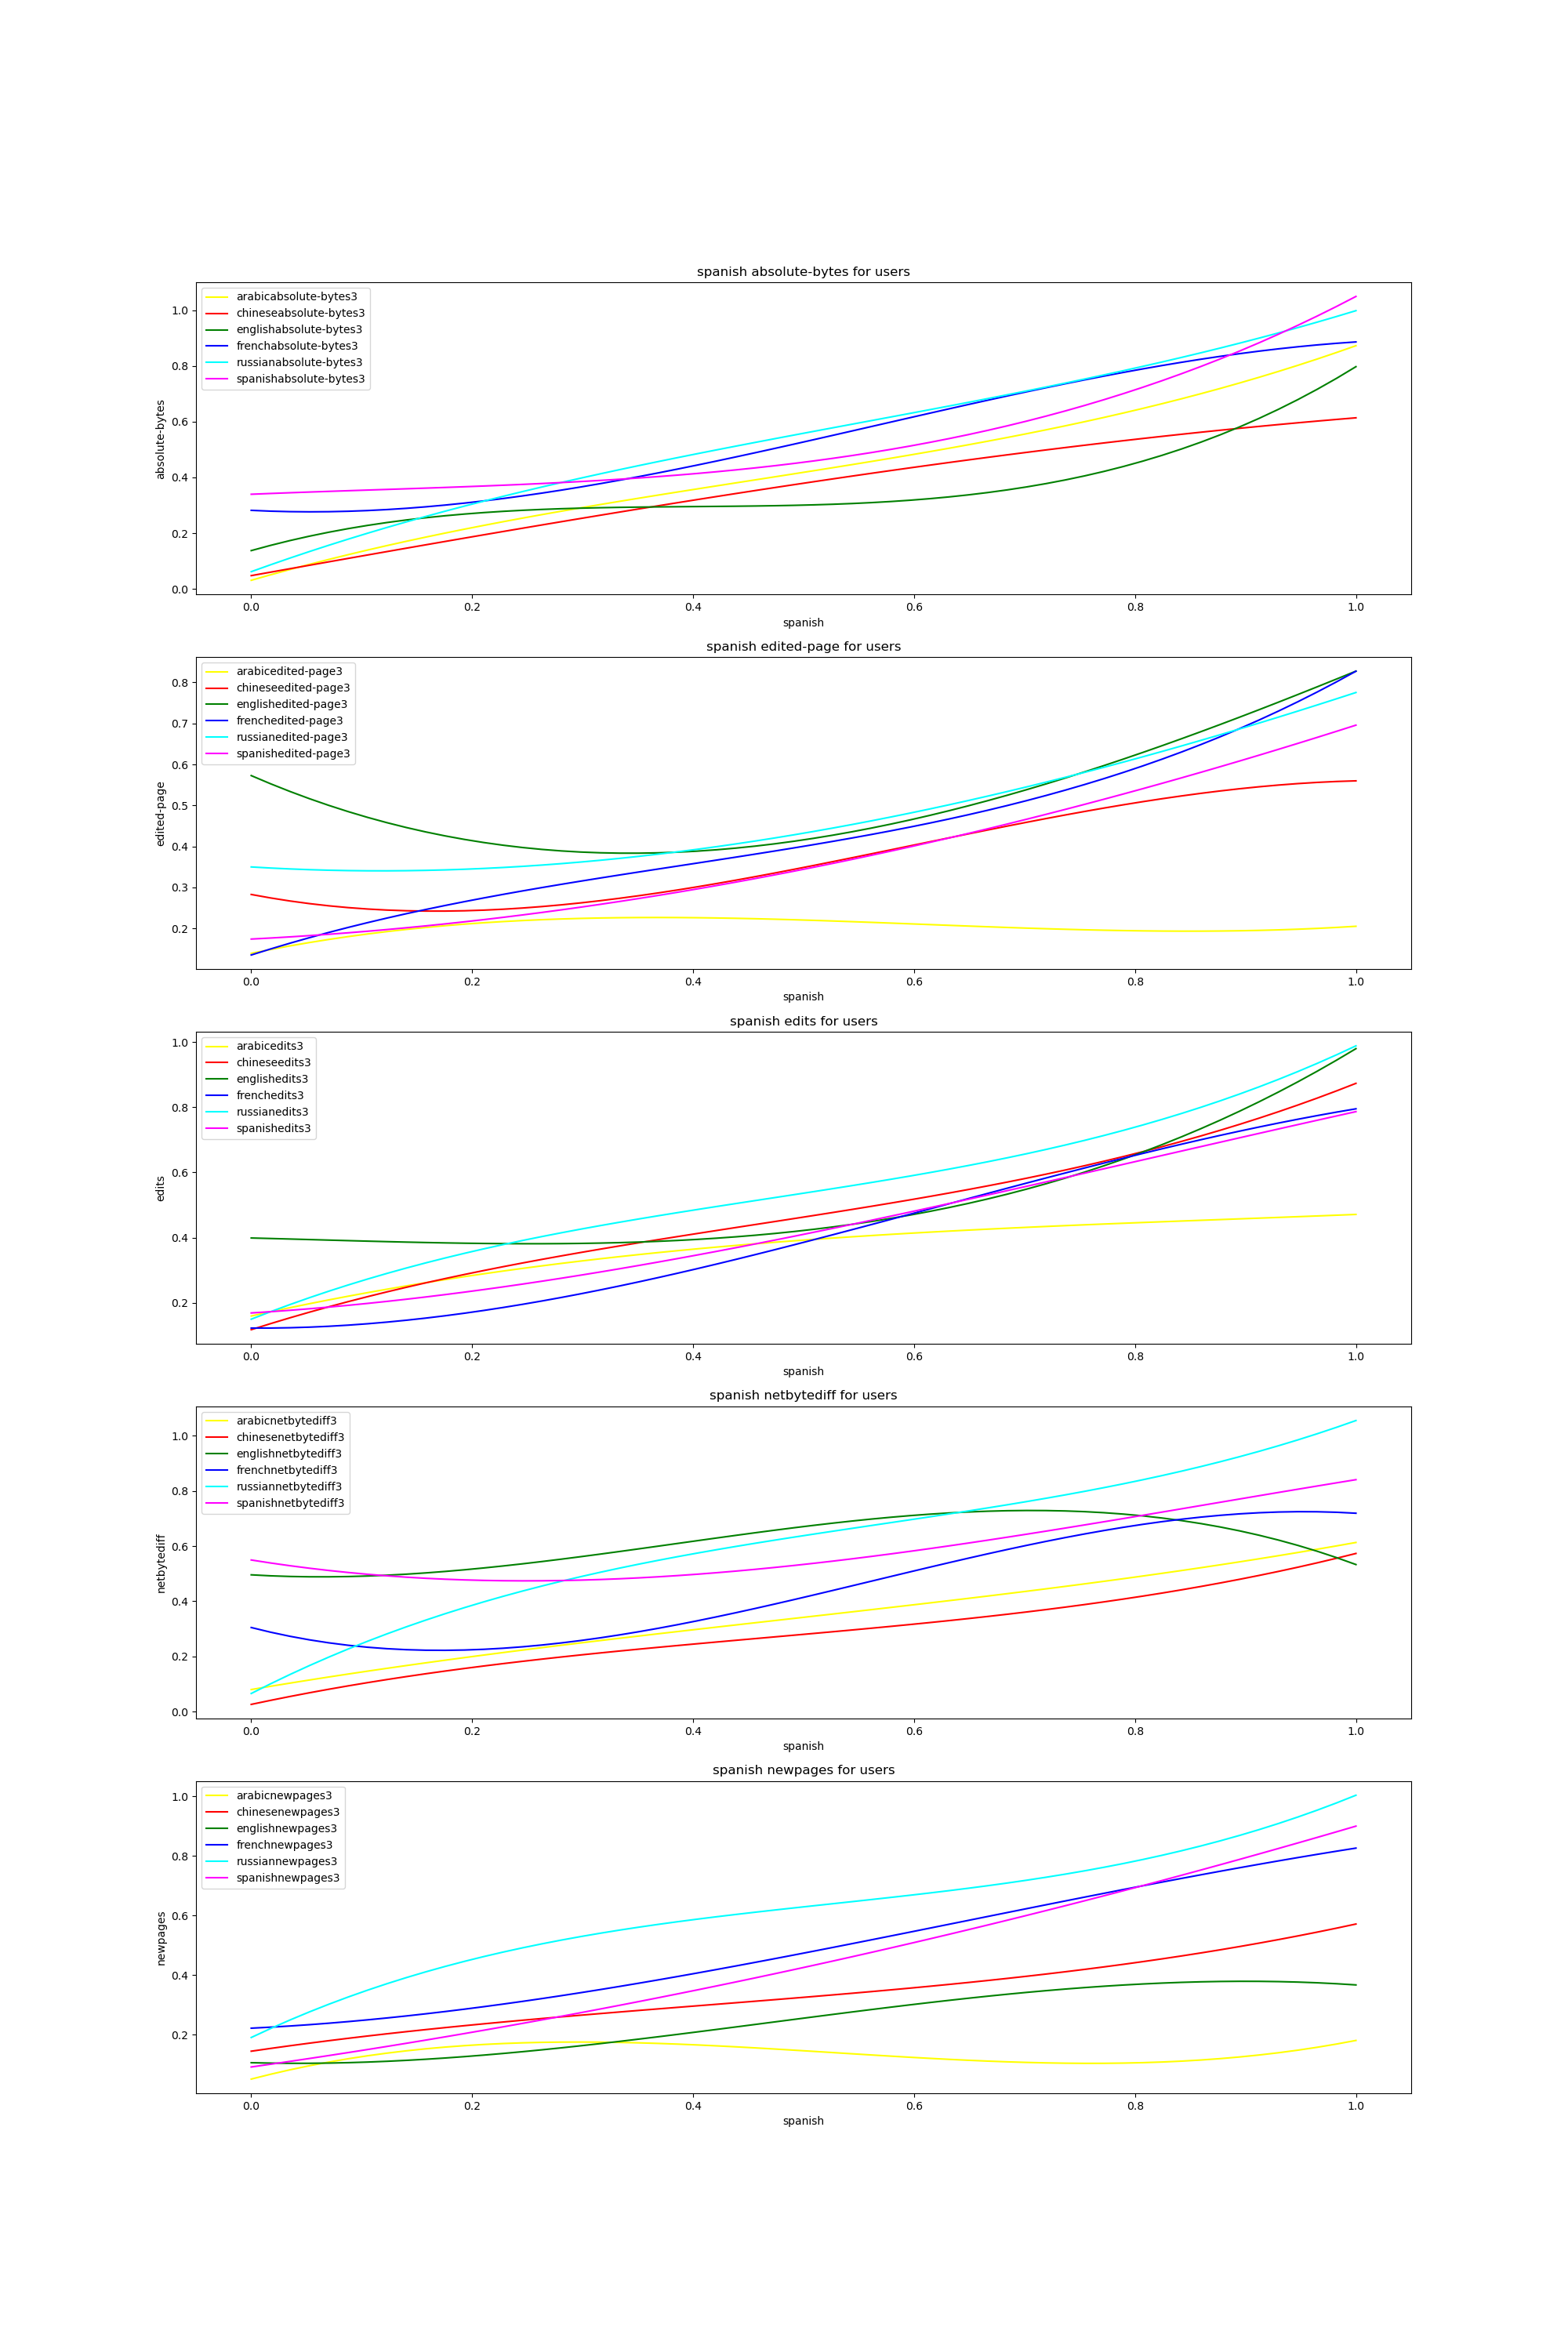 spanish absolute-bytes for users
arabicabsolute-bytes3
chineseabsolute-bytes3
englishabsolute-bytes3
frenchabsolute-bytes3
russianabsolute-bytes3
spanishabsolute-bytes3
absolute-bytes
1.0
0.8
0.6
0.4
0.2
0.0
0.0 0.2 0.4 0.6 0.8 1.0
spanish
spanish edited-page for users
arabicedited-page3
chineseedited-page3
englishedited-page3
frenchedited-page3
russianedited-page3
spanishedited-page3
edited-page
0.8
0.7
0.6
0.5
0.4
0.3
0.2
0.0 0.2 0.4 0.6 0.8 1.0
spanish
spanish edits for users
arabicedits3
chineseedits3
englishedits3
frenchedits3
russianedits3
spanishedits3
edits
1.0
0.8
0.6
0.4
0.2
0.0 0.2 0.4 0.6 0.8 1.0
spanish
spanish netbytediff for users
arabicnetbytediff3
chinesenetbytediff3
englishnetbytediff3
frenchnetbytediff3
russiannetbytediff3
spanishnetbytediff3
netbytediff
1.0
0.8
0.6
0.4
0.2
0.0
0.0 0.2 0.4 0.6 0.8 1.0
spanish
spanish newpages for users
arabicnewpages3
chinesenewpages3
englishnewpages3
frenchnewpages3
russiannewpages3
spanishnewpages3
newpages
1.0
0.8
0.6
0.4
0.2
0.0 0.2 0.4 0.6 0.8 1.0
spanish